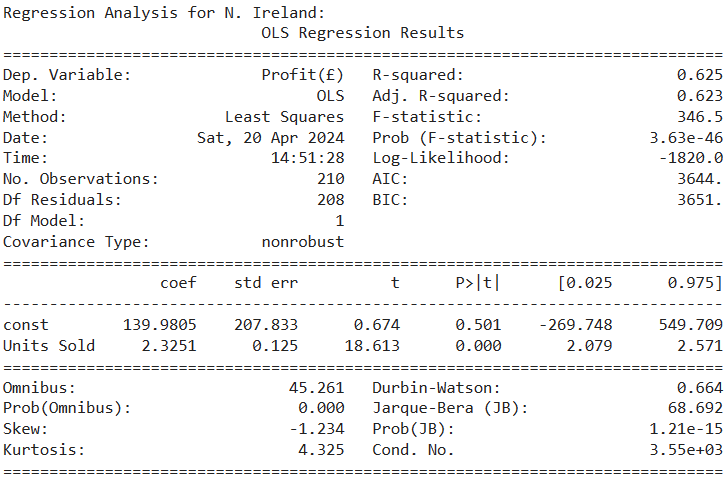 Regression Analysis for N. Ireland:
                            OLS Regression Results
==============================================================================
Dep. Variable:              Profit(£)   R-squared:                       0.625
Model:                            OLS   Adj. R-squared:                  0.623
Method:                 Least Squares   F-statistic:                     346.5
Date:                Sat, 20 Apr 2024   Prob (F-statistic):           3.63e-46
Time:                        14:51:28   Log-Likelihood:                -1820.0
No. Observations:                 210   AIC:                             3644.
Df Residuals:                     208   BIC:                             3651.
Df Model:                           1
Covariance Type:            nonrobust
==============================================================================
                 coef    std err          t      P>|t|      [0.025      0.975]
------------------------------------------------------------------------------
const        139.9805    207.833      0.674      0.501    -269.748     549.709
Units Sold     2.3251      0.125     18.613      0.000       2.079       2.571
==============================================================================
Omnibus:                       45.261   Durbin-Watson:                   0.664
Prob(Omnibus):                  0.000   Jarque-Bera (JB):               68.692
Skew:                          -1.234   Prob(JB):                     1.21e-15
Kurtosis:                       4.325   Cond. No.                     3.55e+03
==============================================================================